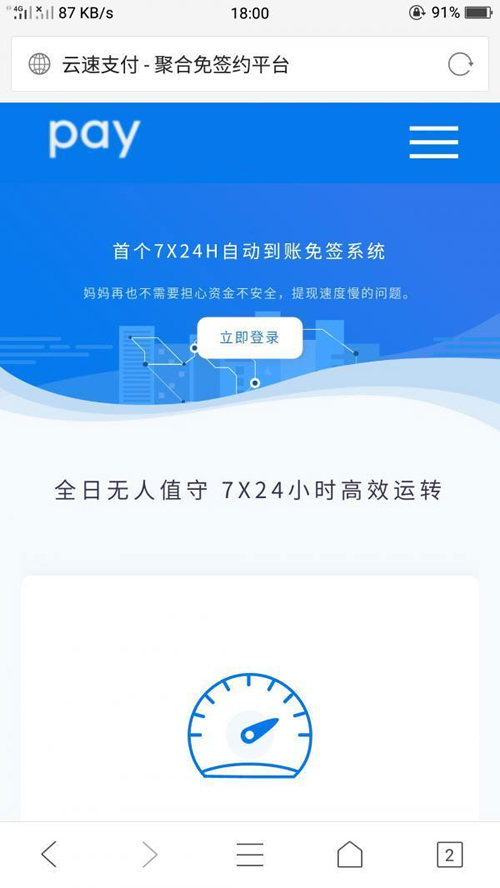 4G 87 KB/s 18:00 91%
云速支付 - 聚合免签约平台
pay
首个7X24H自动到账免签系统
妈妈再也不需要担心资金不安全，提现速度慢的问题。
立即登录
全日无人值守 7X24小时高效运转
2